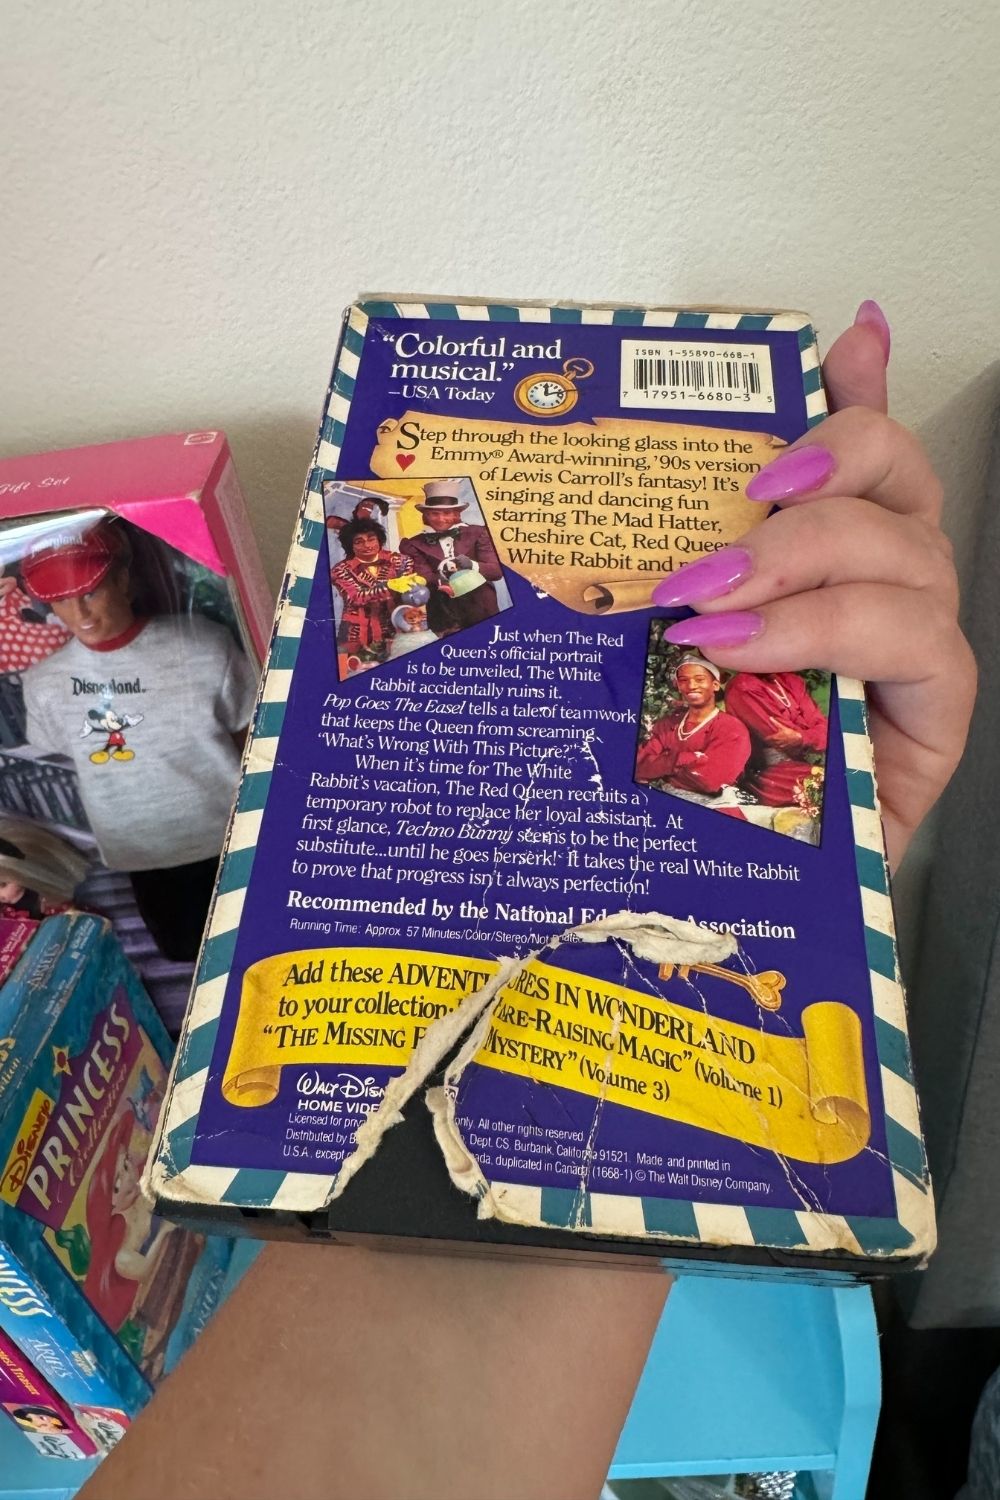 "Colorful and
musical."
–USA Today
ISBN 1-55890-668-1
7 17951-6680-3 5
Step through the looking glass into the
Emmy® Award-winning, '90s version
of Lewis Carroll's fantasy! It's
singing and dancing fun
starring The Mad Hatter,
Cheshire Cat, Red Queen
White Rabbit and
Just when The Red
Queen's official portrait
is to be unveiled, The White
Rabbit accidentally ruins it.
Pop Goes The Easel tells a tale of teamwork
that keeps the Queen from screaming
"What's Wrong With This Picture?"
When it's time for The White
Rabbit's vacation, The Red Queen recruits a
temporary robot to replace her loyal assistant. At
first glance, Techno Bunny seems to be the perfect
substitute...until he goes berserk! It takes the real White Rabbit
to prove that progress isn't always perfection!
Recommended by the National Association
Running Time: Approx. 57 Minutes/Color/Stereo/Not
Add these ADVENTURES IN WONDERLAND
to your collection: HARE-RAISING MAGIC" (Volume 1)
"THE MISSING MYSTERY" (Volume 3)
WALT DISN
HOME VIDE
Licensed for only. All other rights reserved.
Distributed by Dept. CS, Burbank, California 91521. Made and printed in
U.S.A., except duplicated in Canada. (1668-1) © The Walt Disney Company.
Gift Set
Disneyland.
DISNEY'S
PRINCESS
Collection
ARIEL'S